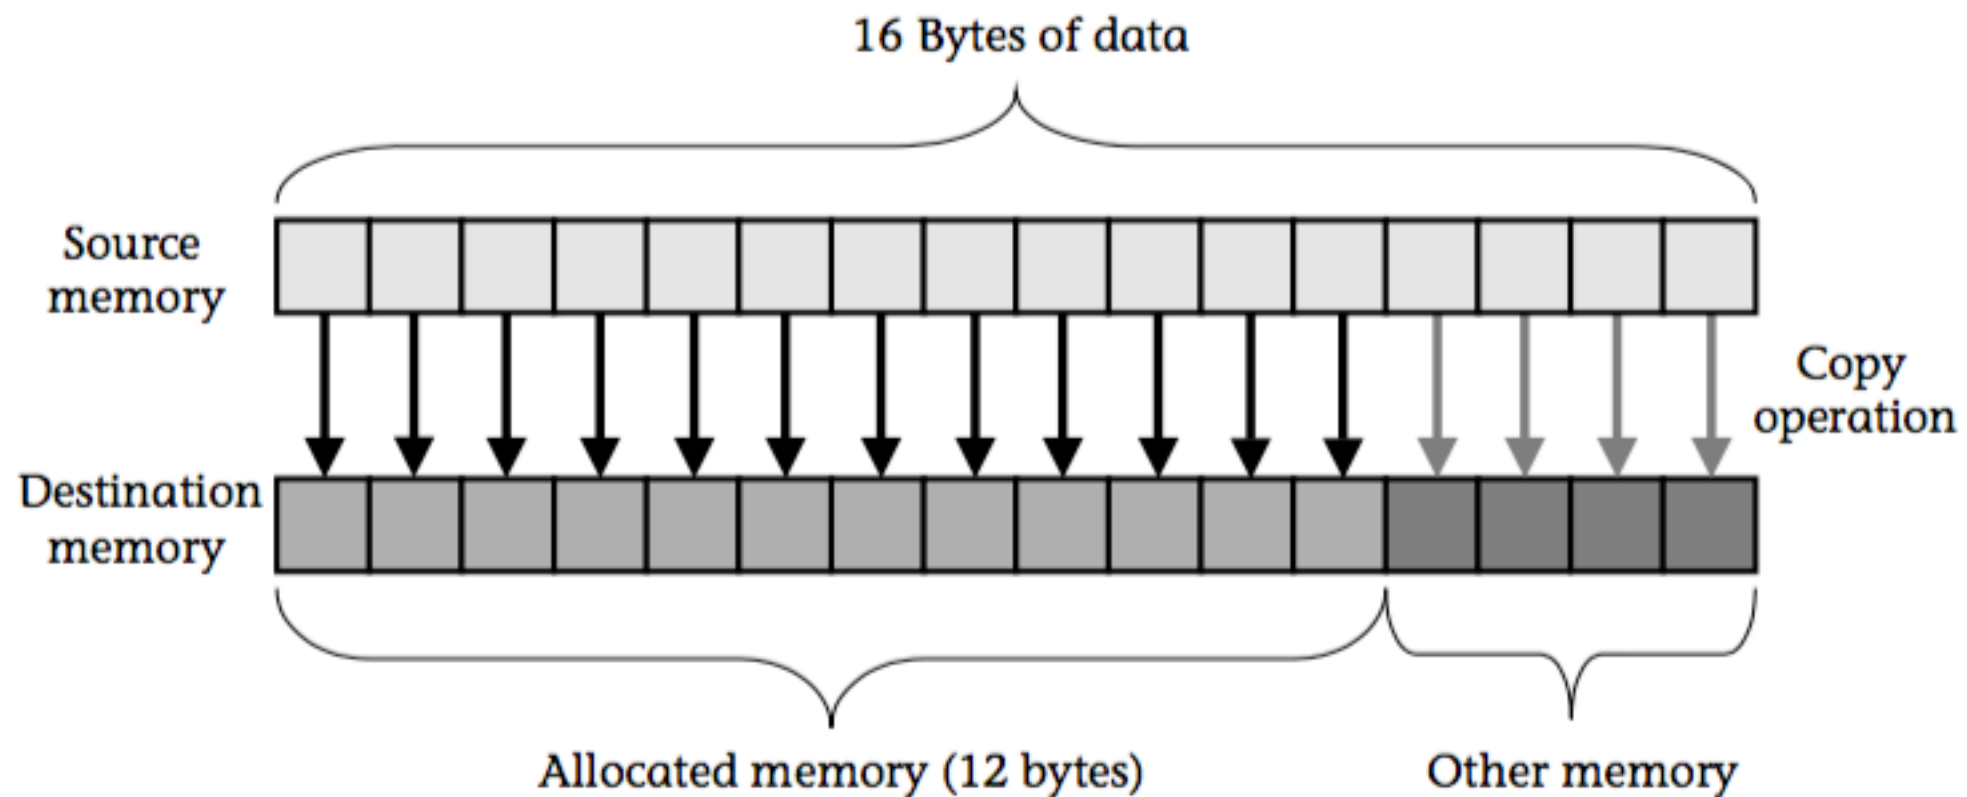 16 Bytes of data
Source
memory
Copy
operation
Destination
memory
Allocated memory (12 bytes)
Other memory